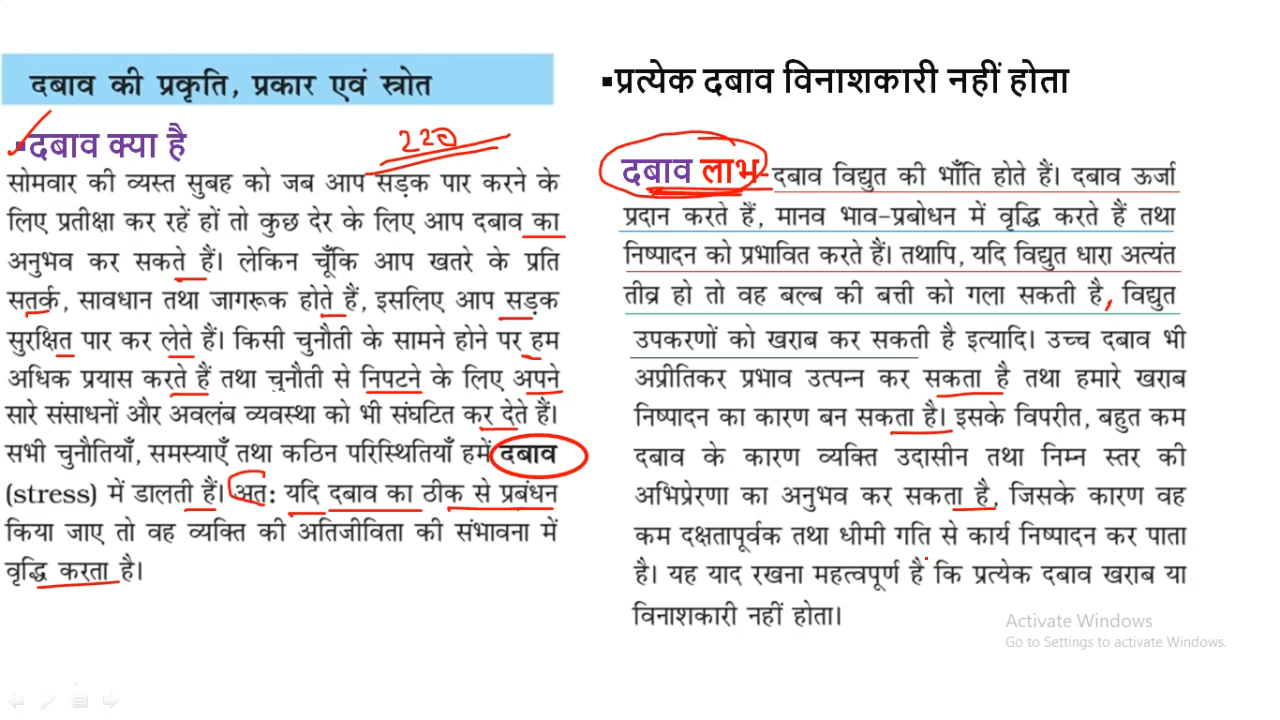 दबाव की प्रकृति, प्रकार एवं स्त्रोत
▪दबाव क्या है
220
सोमवार की व्यस्त सुबह को जब आप सड़क पार करने के
लिए प्रतीक्षा कर रहें हों तो कुछ देर के लिए आप दबाव का
अनुभव कर सकते हैं। लेकिन चूँकि आप खतरे के प्रति
सतर्क, सावधान तथा जागरूक होते हैं, इसलिए आप सड़क
सुरक्षित पार कर लेते हैं। किसी चुनौती के सामने होने पर हम
अधिक प्रयास करते हैं तथा चुनौती से निपटने के लिए अपने
सारे संसाधनों और अवलंब व्यवस्था को भी संघटित कर देते हैं।
सभी चुनौतियाँ, समस्याएँ तथा कठिन परिस्थितियाँ हमें दबाव
(stress) में डालती हैं। अत: यदि दबाव का ठीक से प्रबंधन
किया जाए तो वह व्यक्ति की अतिजीविता की संभावना में
वृद्धि करता है।
▪प्रत्येक दबाव विनाशकारी नहीं होता
दबाव लाभ- दबाव विद्युत की भाँति होते हैं। दबाव ऊर्जा
प्रदान करते हैं, मानव भाव-प्रबोधन में वृद्धि करते हैं तथा
निष्पादन को प्रभावित करते हैं। तथापि, यदि विद्युत धारा अत्यंत
तीव्र हो तो वह बल्ब की बत्ती को गला सकती है, विद्युत
उपकरणों को खराब कर सकती है इत्यादि। उच्च दबाव भी
अप्रीतिकर प्रभाव उत्पन्न कर सकता है तथा हमारे खराब
निष्पादन का कारण बन सकता है। इसके विपरीत, बहुत कम
दबाव के कारण व्यक्ति उदासीन तथा निम्न स्तर की
अभिप्रेरणा का अनुभव कर सकता है, जिसके कारण वह
कम दक्षतापूर्वक तथा धीमी गति से कार्य निष्पादन कर पाता
है। यह याद रखना महत्वपूर्ण है कि प्रत्येक दबाव खराब या
विनाशकारी नहीं होता।
Activate Windows
Go to Settings to activate Windows.